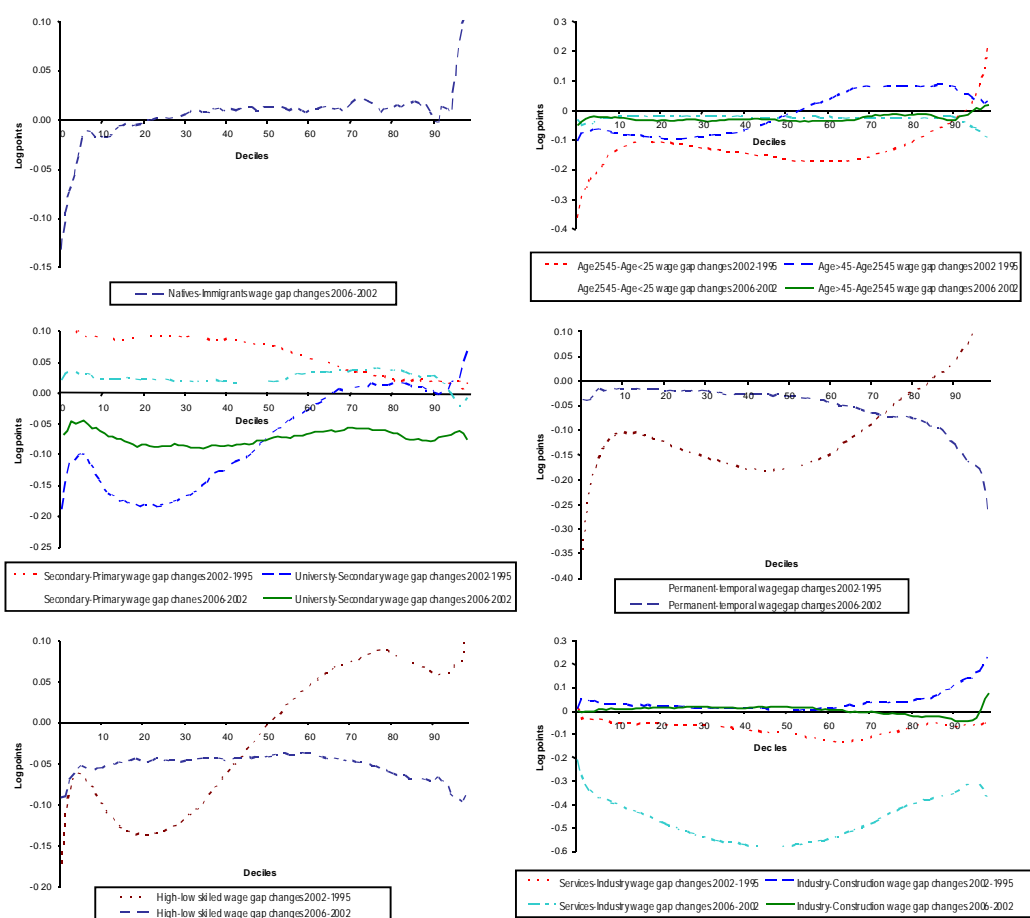 0.10
0.05
0.00
-0.05
-0.10
-0.15
0 10 20 30 40 50 60 70 80 90
Log points
Deciles
Natives-Immigrants wage gap changes 2006-2002
0.3
0.2
0.1
0
-0.1
-0.2
-0.3
-0.4
10 20 30 40 50 60 70 80 90
Log points
Deciles
Age2545-Age<25 wage gap changes 2002-1995
Age>45-Age2545 wage gap changes 2002 1995
Age2545-Age<25 wage gap changes 2006-2002
Age>45-Age2545 wage gap changes 2006 2002
0.10
0.05
0.00
-0.05
-0.10
-0.15
-0.20
-0.25
0 10 20 30 40 50 60 70 80 90
Log points
Deciles
Secondary-Primary wage gap changes 2002-1995
Universty-Secondary wage gap changes 2002-1995
Secondary-Primary wage gap chanes 2006-2002
Universty-Secondary wage gap changes 2006-2002
0.10
0.05
0.00
-0.05
-0.10
-0.15
-0.20
-0.25
-0.30
-0.35
-0.40
10 20 30 40 50 60 70 80 90
Log points
Deciles
Permanent-temporal wage gap changes 2002-1995
Permanent-temporal wage gap changes 2006-2002
0.10
0.05
0.00
-0.05
-0.10
-0.15
-0.20
10 20 30 40 50 60 70 80 90
Log points
Deciles
High-low skiled wage gap changes 2002-1995
High-low skiled wage gap changes 2006-2002
0.3
0.2
0.1
0
-0.1
-0.2
-0.3
-0.4
-0.5
-0.6
10 20 30 40 50 60 70 80 90
Log points
Deciles
Services-Industry wage gap changes 2002-1995
Industry-Construction wage gap changes 2002-1995
Services-Industry wage gap changes 2006-2002
Industry-Construction wage gap changes 2006-2002